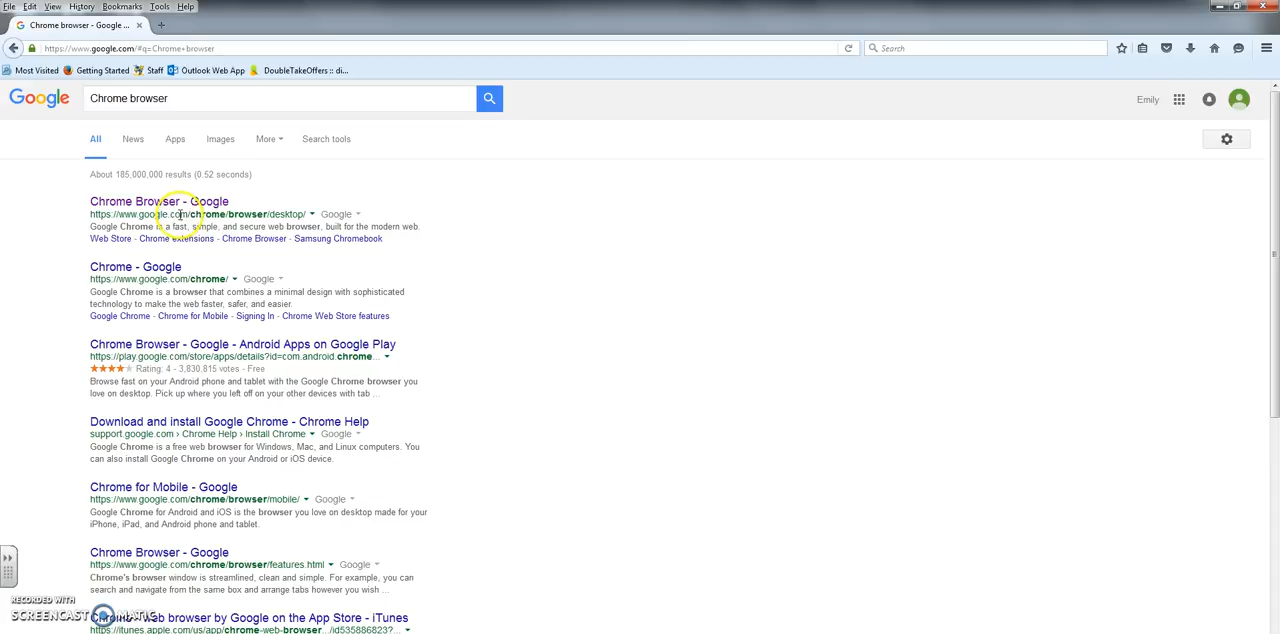 File Edit View History Bookmarks Tools Help
Chrome browser - Google ...
https://www.google.com/#q=Chrome+browser
Search
Most Visited Getting Started Staff Outlook Web App DoubleTakeOffers :: di...
Google Chrome browser Emily
All News Apps Images More Search tools
About 185,000,000 results (0.52 seconds)
Chrome Browser - Google
https://www.google.com/chrome/browser/desktop/ Google
Google Chrome is a fast, simple, and secure web browser, built for the modern web.
Web Store - Chrome extensions - Chrome Browser - Samsung Chromebook
Chrome - Google
https://www.google.com/chrome/ Google
Google Chrome is a browser that combines a minimal design with sophisticated
technology to make the web faster, safer, and easier.
Google Chrome - Chrome for Mobile - Signing In - Chrome Web Store features
Chrome Browser - Google - Android Apps on Google Play
https://play.google.com/store/apps/details?id=com.android.chrome...
Rating: 4 - 3,830,815 votes - Free
Browse fast on your Android phone and tablet with the Google Chrome browser you
love on desktop. Pick up where you left off on your other devices with tab ...
Download and install Google Chrome - Chrome Help
support.google.com › Chrome Help › Install Chrome Google
Google Chrome is a free web browser for Windows, Mac, and Linux computers. You
can also install Google Chrome on your Android or iOS device.
Chrome for Mobile - Google
https://www.google.com/chrome/browser/mobile/ Google
Google Chrome for Android and iOS is the browser you love on desktop made for your
iPhone, iPad, and Android phone and tablet.
Chrome Browser - Google
https://www.google.com/chrome/browser/features.html Google
Chrome's browser window is streamlined, clean and simple. For example, you can
search and navigate from the same box and arrange tabs however you wish ...
RECORDED WITH
SCREENCAST MATIC
Chrome - web browser by Google on the App Store - iTunes
https://itunes.apple.com/us/app/chrome-web-browser.../id535886823?...